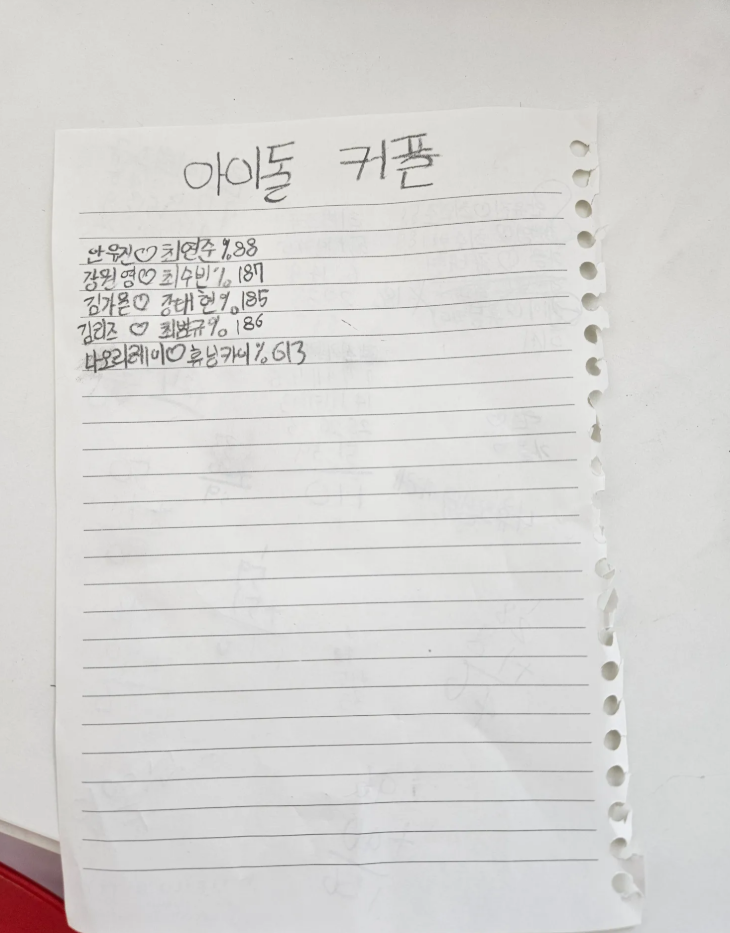 아이돌 커플
안유진♡최연주%88
장원영♡최수빈% 187
김가을♡ 강태현%185
김리즈 ♡ 최범규% 186
나오리레이♡휴닝카이%613